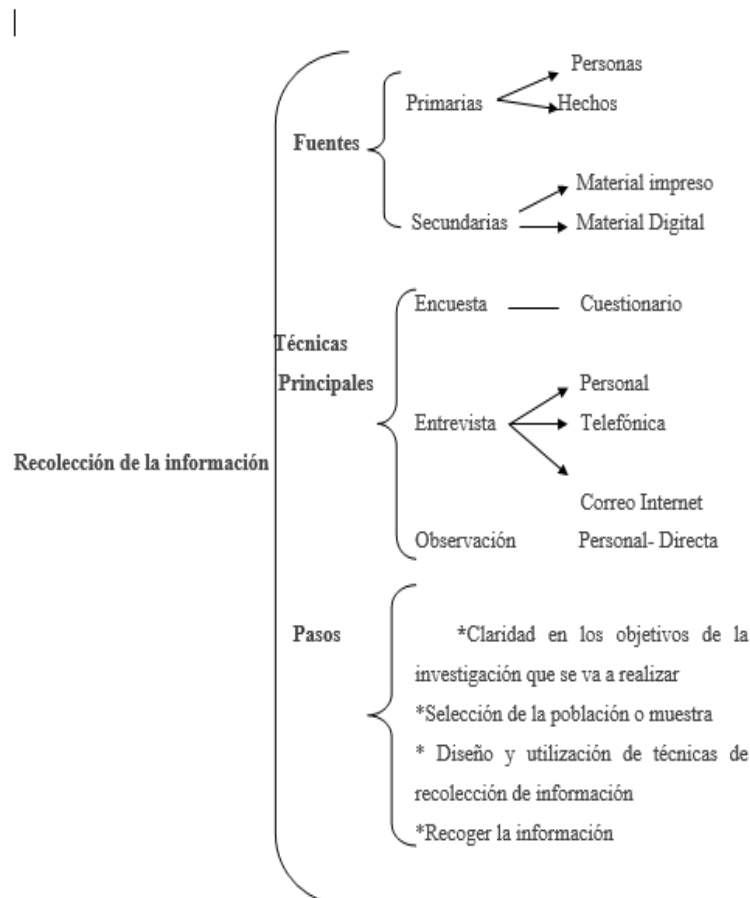 Personas
Primarias
Hechos
Fuentes
Material impreso
Secundarias
Material Digital
Encuesta
Cuestionario
Técnicas
Principales
Personal
Entrevista
Telefónica
Recolección de la información
Correo Internet
Observación
Personal- Directa
Pasos
*Claridad en los objetivos de la
investigación que se va a realizar
*Selección de la población o muestra
* Diseño y utilización de técnicas de
recolección de información
*Recoger la información